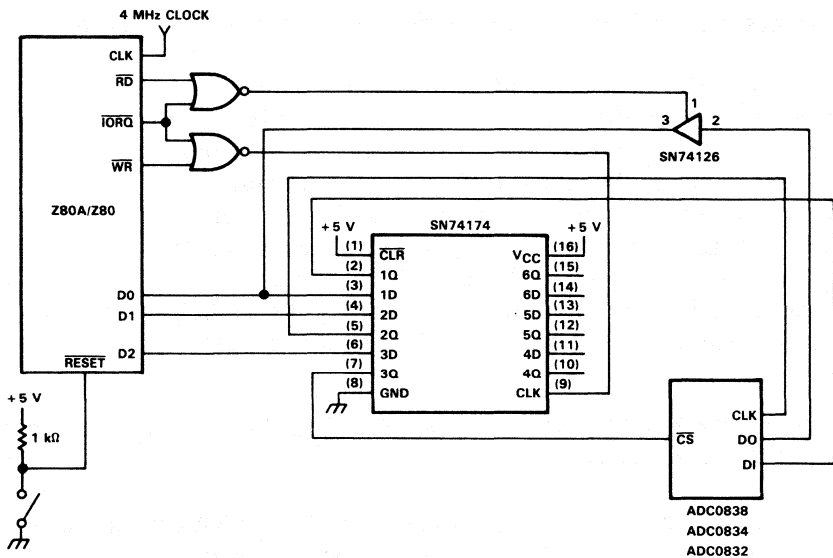 4 MHz CLOCK
CLK
RD
IORQ
WR
Z80A/Z80
D0
D1
D2
RESET
+5 V
1 kΩ
1
3
2
SN74126
SN74174
+5 V
+5 V
(1)
CLR
VCC
(16)
(2)
1Q
6Q
(15)
(3)
1D
6D
(14)
(4)
2D
5D
(13)
(5)
2Q
5Q
(12)
(6)
3D
4D
(11)
(7)
3Q
4Q
(10)
(8)
GND
CLK
(9)
CLK
CS
DO
DI
ADC0838
ADC0834
ADC0832